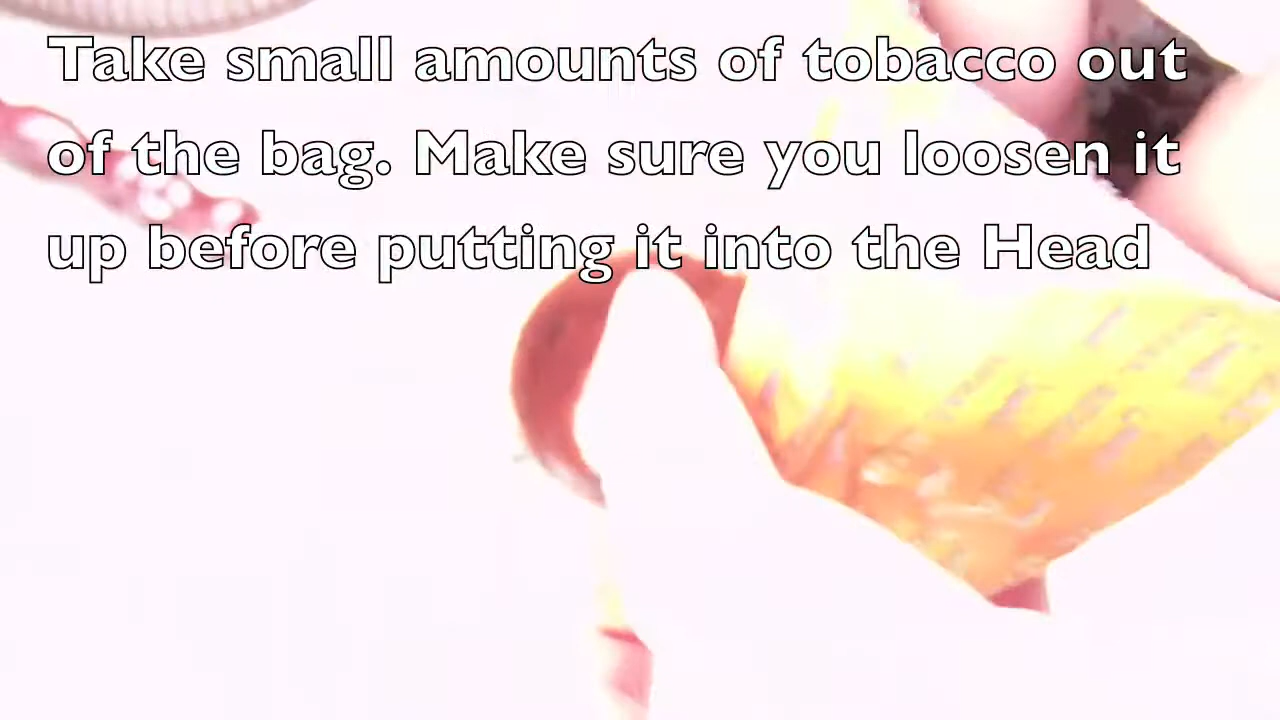 Take small amounts of tobacco out
of the bag. Make sure you loosen it
up before putting it into the Head